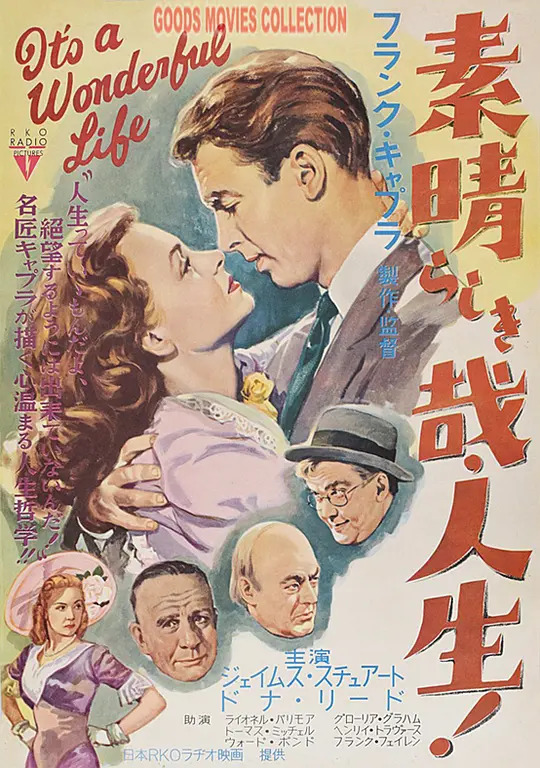 GOODS MOVIES COLLECTION
It's a
Wonderful
Life
RKO
RADIO
PICTURES
素晴らしき哉、人生！
フランク・キャプラ 製作監督
〝人生っていゝもんだよ、
絶望するようには出来ていないんだ！〟
名匠キャプラが描く心温まる人生哲学!!
主演
ジェイムス・スチュアート
ドナ・リード
助演 ライオネル・バリモア グローリア・グラハム
トーマス・ミッチェル ヘンリイ・トラヴァース
ウォード・ボンド フランク・フェイレン
日本RKOラヂオ映画 提供